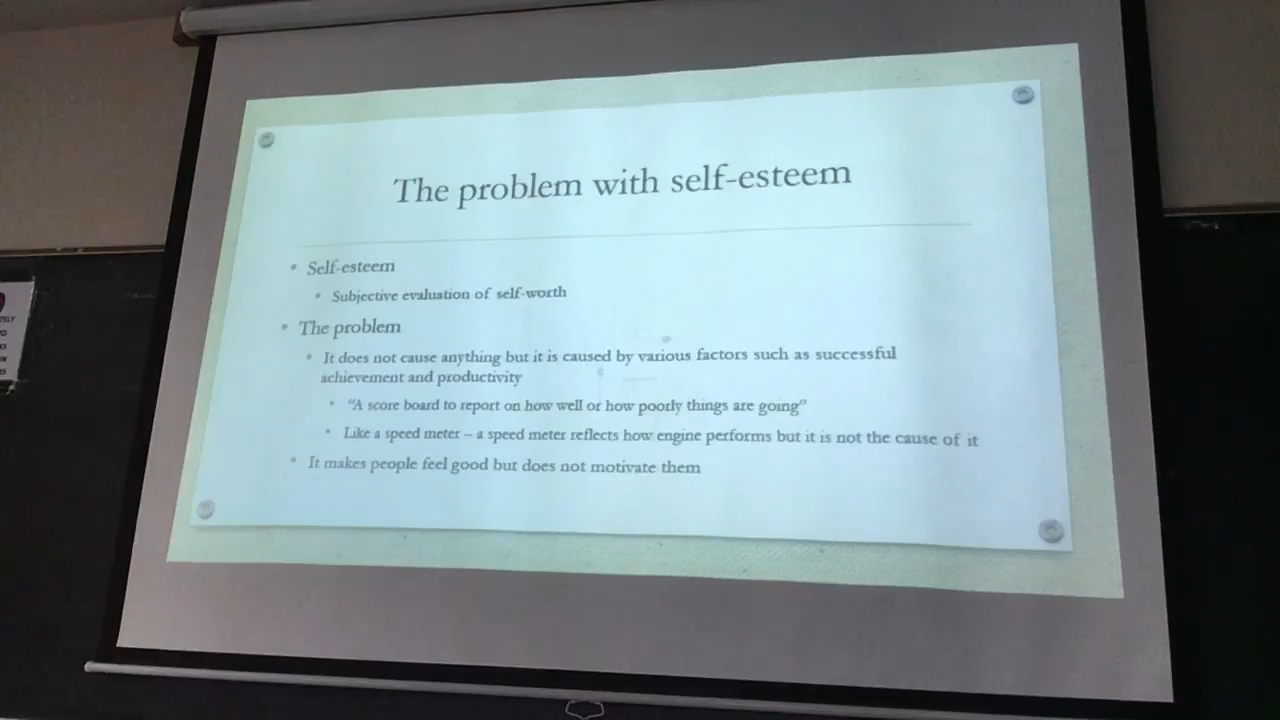 The problem with self-esteem
• Self-esteem
• Subjective evaluation of self-worth
• The problem
• It does not cause anything but it is caused by various factors such as successful
achievement and productivity
• “A score board to report on how well or how poorly things are going”
• Like a speed meter – a speed meter reflects how engine performs but it is not the cause of it
• It makes people feel good but does not motivate them